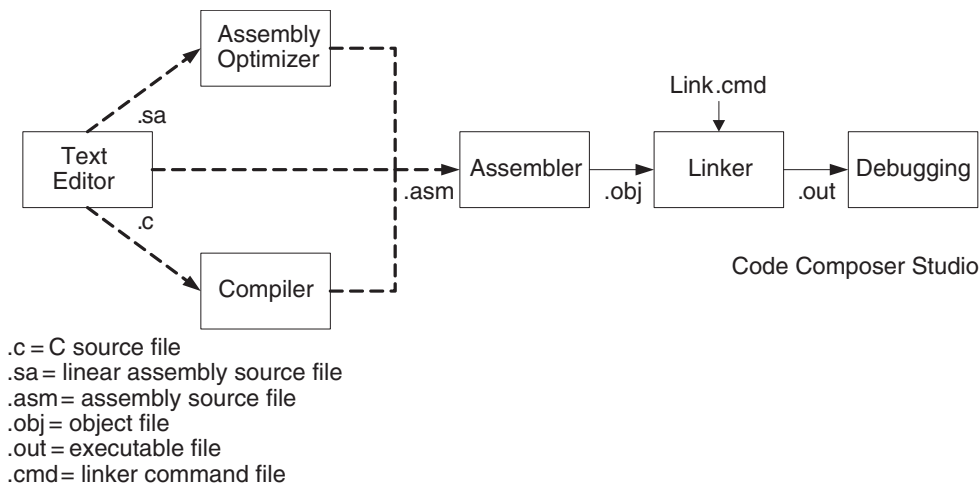 Assembly
Optimizer
.sa
Link.cmd
Text
Editor
.asm
Assembler
.obj
Linker
.out
Debugging
.c
Compiler
Code Composer Studio
.c = C source file
.sa = linear assembly source file
.asm = assembly source file
.obj = object file
.out = executable file
.cmd = linker command file